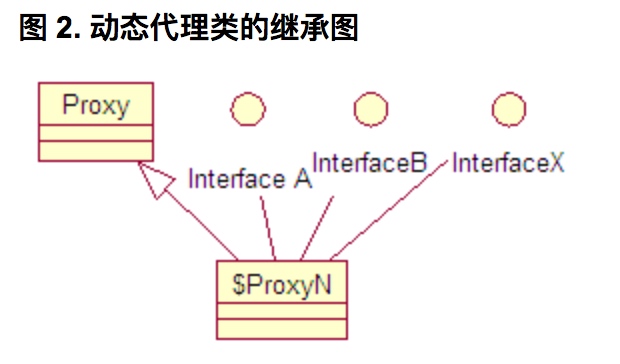 图 2. 动态代理类的继承图
Proxy
Interface A
InterfaceB
InterfaceX
$ProxyN